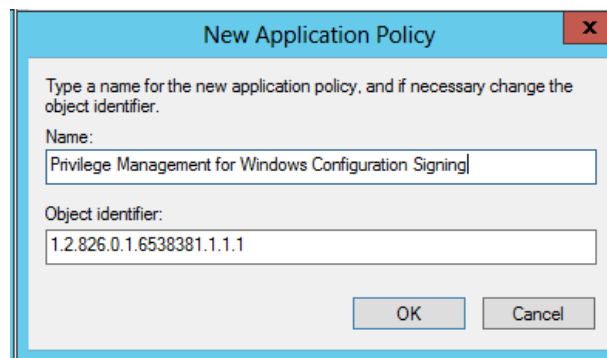 New Application Policy
x
Type a name for the new application policy, and if necessary change the
object identifier.
Name:
Privilege Management for Windows Configuration Signing
Object identifier:
1.2.826.0.1.6538381.1.1.1
OK
Cancel